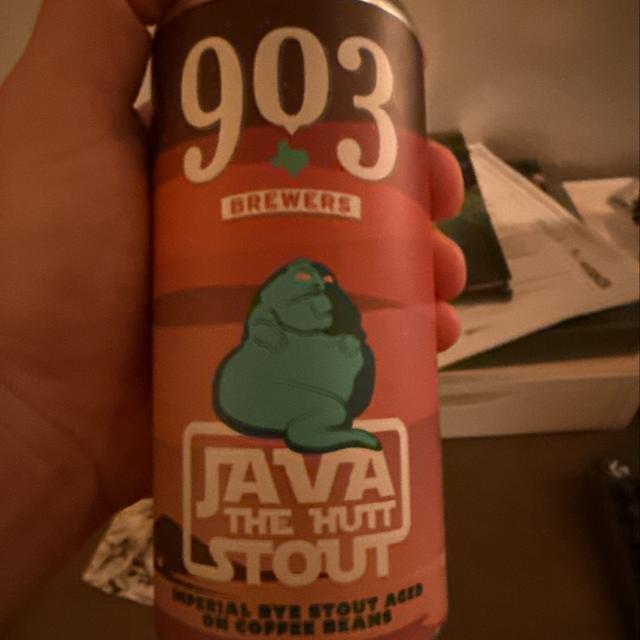 903
BREWERS
JAVA
THE HUTT
STOUT
IMPERIAL RYE STOUT AGED
ON COFFEE BEANS